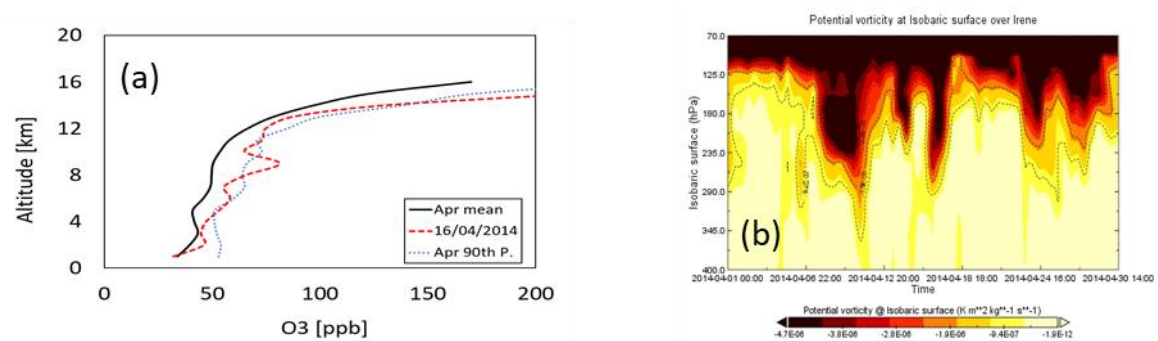 20
16
12
8
4
0
Altitude [km]
(a)
Apr mean
16/04/2014
Apr 90th P.
0 50 100 150 200
O3 [ppb]
Potential vorticity at Isobaric surface over Irene
70.0
125.0
180.0
235.0
290.0
345.0
400.0
Isobaric surface (hPa)
(b)
2014-04-01 00:00 2014-04-06 22:00 2014-04-12 20:00 2014-04-18 18:00 2014-04-24 16:00 2014-04-30 14:00
Time
Potential vorticity @ Isobaric surface (K m**2 kg**-1 s**-1)
-4.7E-06 -3.8E-06 -2.8E-06 -1.9E-06 -9.4E-07 -1.9E-12